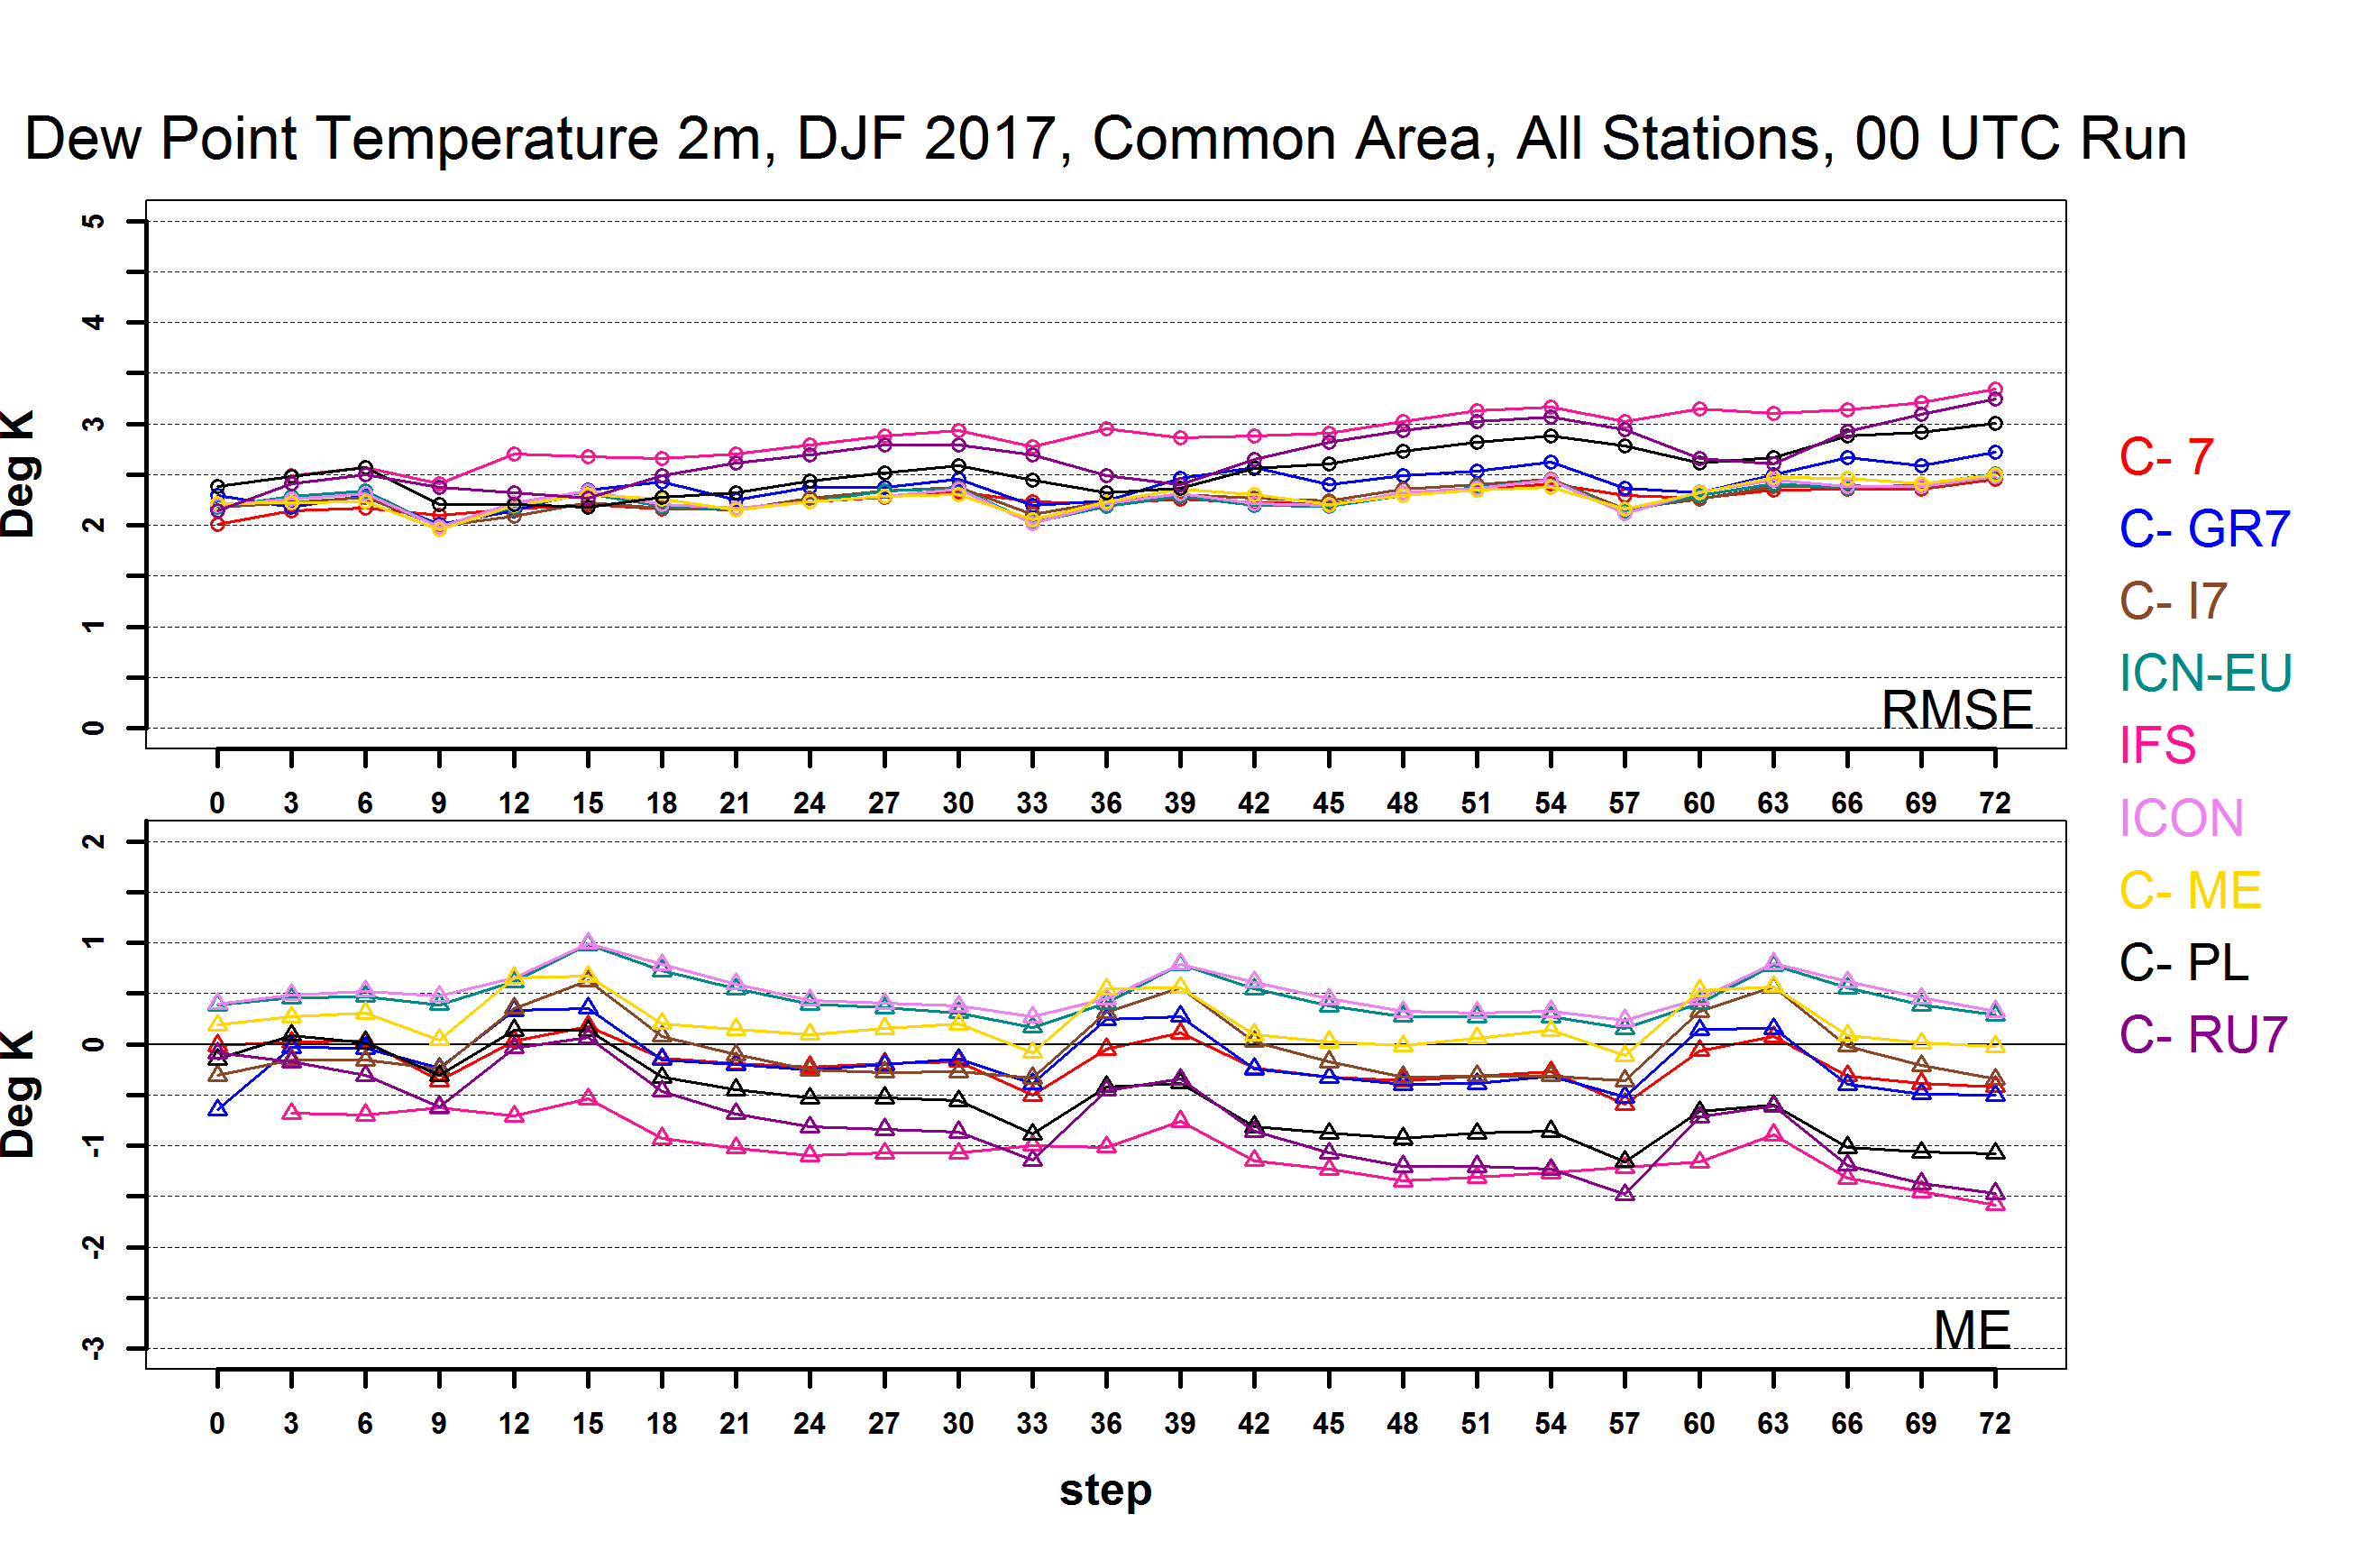 Dew Point Temperature 2m, DJF 2017, Common Area, All Stations, 00 UTC Run
Deg K
5
4
3
2
1
0
RMSE
0 3 6 9 12 15 18 21 24 27 30 33 36 39 42 45 48 51 54 57 60 63 66 69 72
Deg K
2
1
0
-1
-2
-3
ME
0 3 6 9 12 15 18 21 24 27 30 33 36 39 42 45 48 51 54 57 60 63 66 69 72
step
C- 7
C- GR7
C- I7
ICN-EU
IFS
ICON
C- ME
C- PL
C- RU7